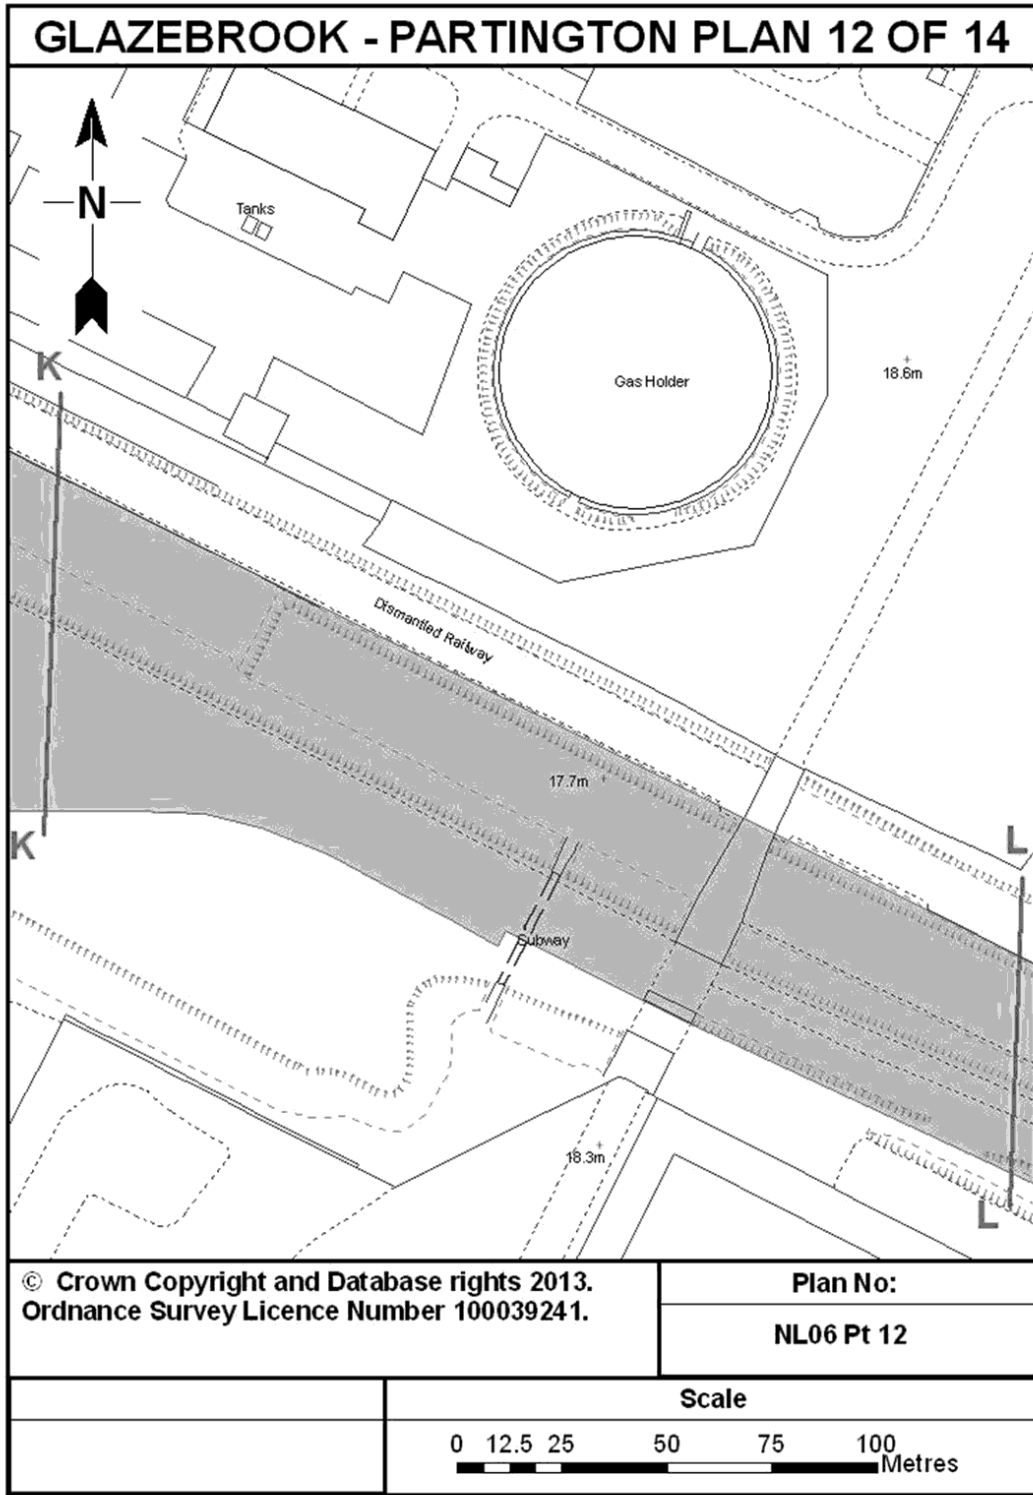 GLAZEBROOK - PARTINGTON PLAN 12 OF 14
N
Tanks
K
Gas Holder
18.6m
Dismantled Railway
17.7m
K
L
Subway
18.3m
L
© Crown Copyright and Database rights 2013.
Ordnance Survey Licence Number 100039241.
Plan No:
NL06 Pt 12
Scale
0 12.5 25 50 75 100
Metres